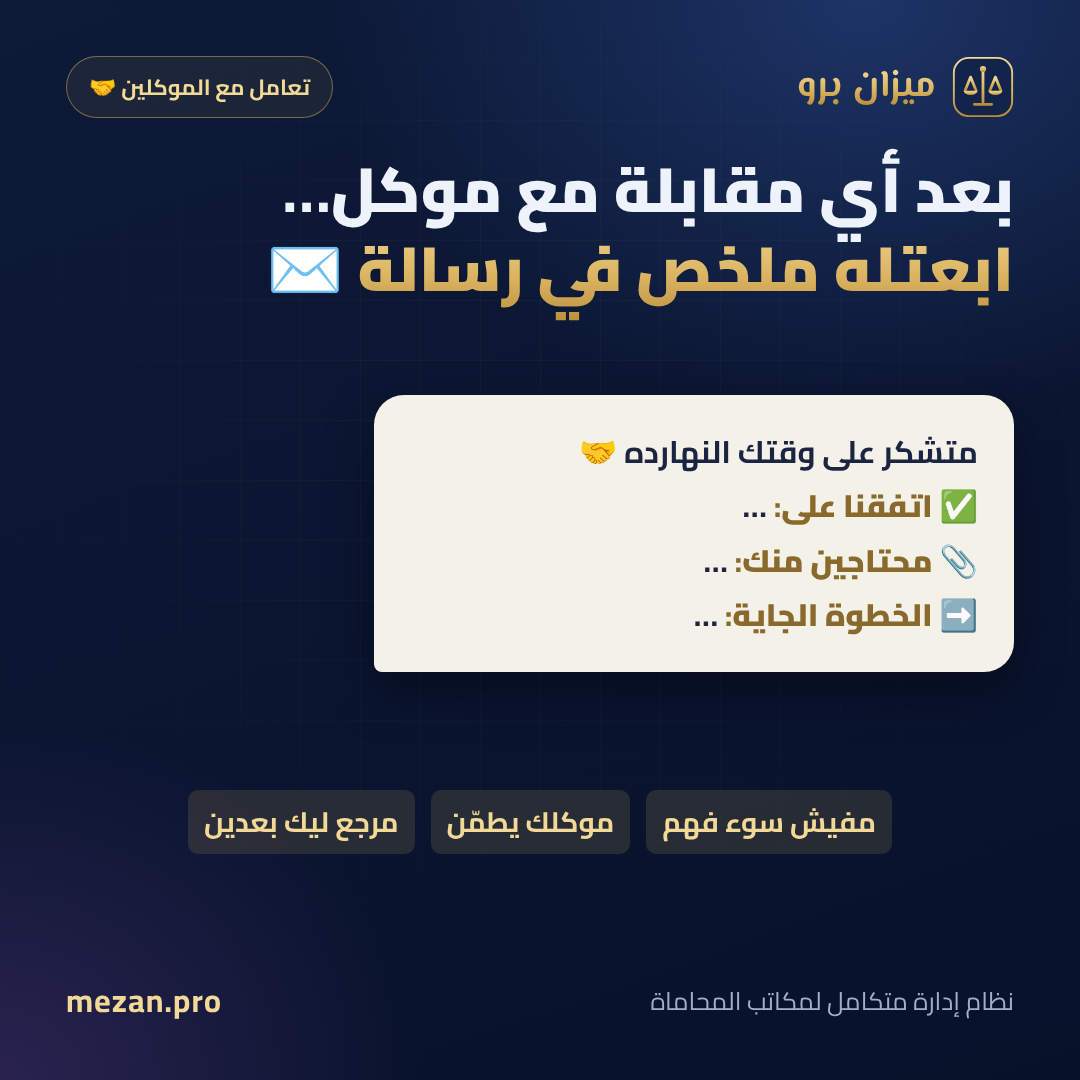 ميزان برو
تعامل مع الموكلين 🤝
بعد أي مقابلة مع موكل...
ابعتله ملخص في رسالة ✉️
متشكر على وقتك النهارده 🤝
✅ اتفقنا على: ...
📎 محتاجين منك: ...
➡️ الخطوة الجاية: ...
مفيش سوء فهم
موكلك يطمّن
مرجع ليك بعدين
نظام إدارة متكامل لمكاتب المحاماة
mezan.pro